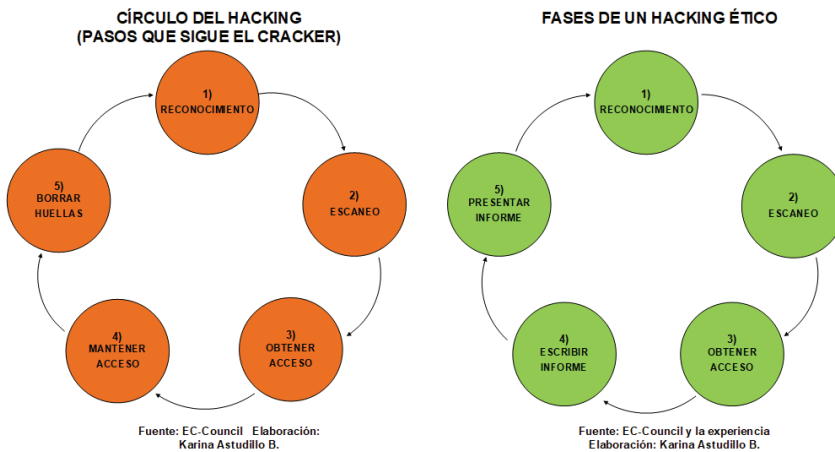 CÍRCULO DEL HACKING
(PASOS QUE SIGUE EL CRACKER)
1)
RECONOCIMIENTO
2)
ESCANEO
3)
OBTENER
ACCESO
4)
MANTENER
ACCESO
5)
BORRAR
HUELLAS
Fuente: EC-Council Elaboración:
Karina Astudillo B.
FASES DE UN HACKING ÉTICO
1)
RECONOCIMIENTO
2)
ESCANEO
3)
OBTENER
ACCESO
4)
ESCRIBIR
INFORME
5)
PRESENTAR
INFORME
Fuente: EC-Council y la experiencia
Elaboración: Karina Astudillo B.